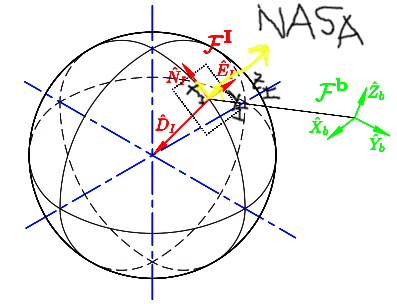 NASA
F^I
N̂_I
Ê_I
F^b
Ẑ_b
D̂_I
X̂_b
Ŷ_b